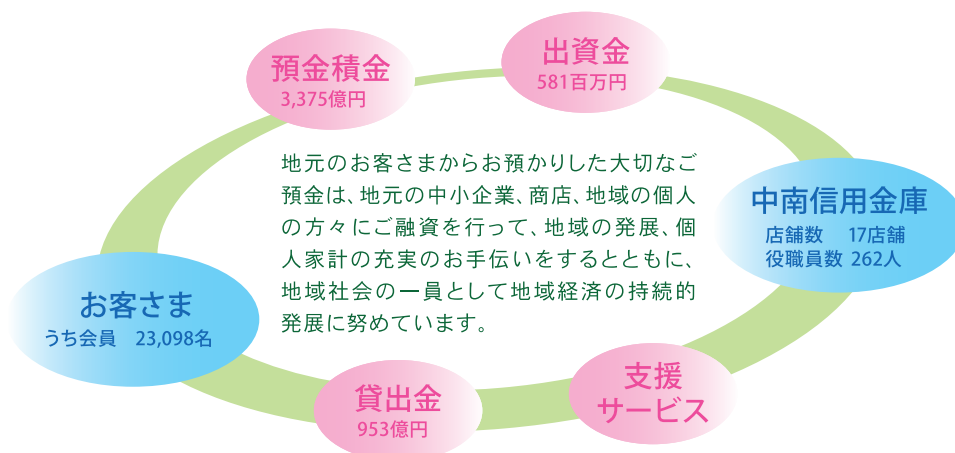 預金積金
3,375億円
出資金
581百万円
地元のお客さまからお預かりした大切なご
預金は、地元の中小企業、商店、地域の個人
の方々にご融資を行って、地域の発展、個
人家計の充実のお手伝いをするとともに、
地域社会の一員として地域経済の持続的
発展に努めています。
中南信用金庫
店舗数 17店舗
役職員数 262人
お客さま
うち会員 23,098名
貸出金
953億円
支援
サービス